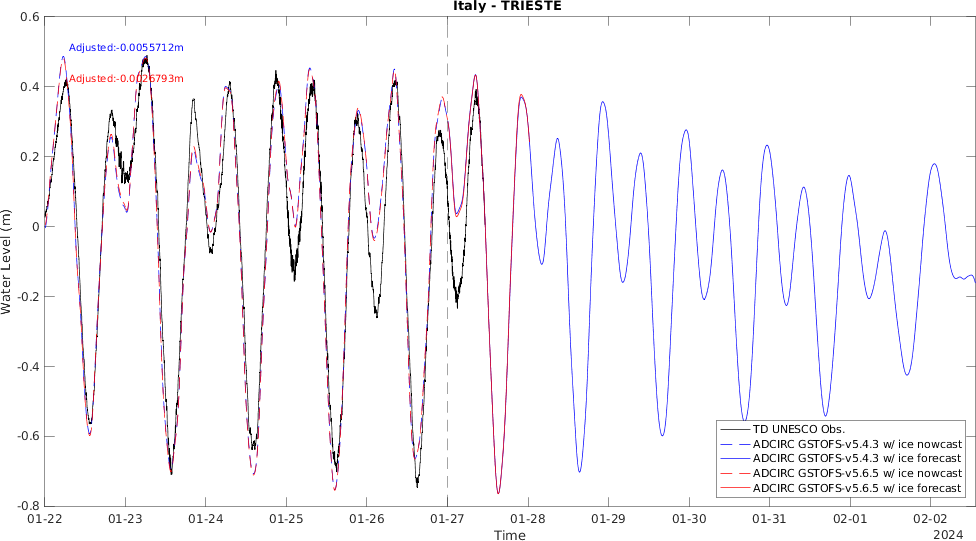 Italy - TRIESTE
0.6
Adjusted:-0.0055712m
Adjusted:-0.0026793m
0.4
0.2
0
-0.2
-0.4
-0.6
-0.8
Water Level (m)
TD UNESCO Obs.
ADCIRC GSTOFS-v5.4.3 w/ ice nowcast
ADCIRC GSTOFS-v5.4.3 w/ ice forecast
ADCIRC GSTOFS-v5.6.5 w/ ice nowcast
ADCIRC GSTOFS-v5.6.5 w/ ice forecast
01-22 01-23 01-24 01-25 01-26 01-27 01-28 01-29 01-30 01-31 02-01 02-02
Time
2024